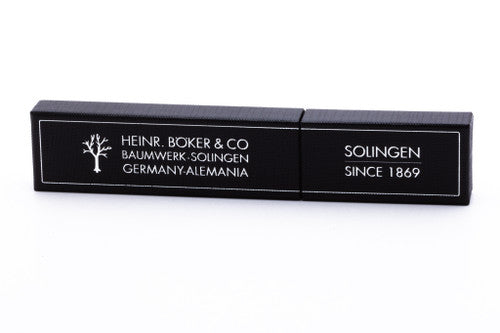 HEINR. BÖKER & CO
BAUMWERK-SOLINGEN
GERMANY-ALEMANIA
SOLINGEN
SINCE 1869